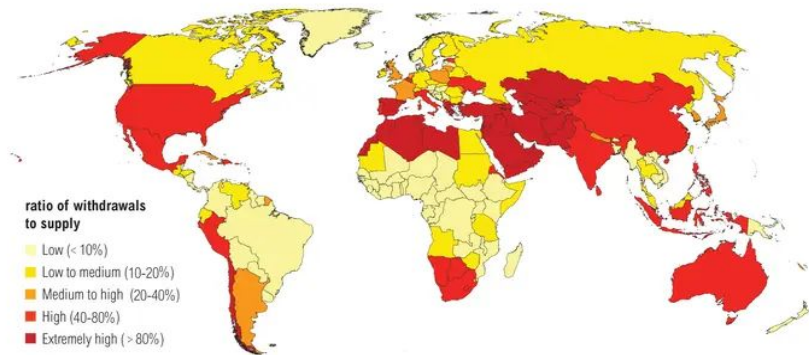 ratio of withdrawals
to supply
Low (< 10%)
Low to medium (10-20%)
Medium to high (20-40%)
High (40-80%)
Extremely high (> 80%)